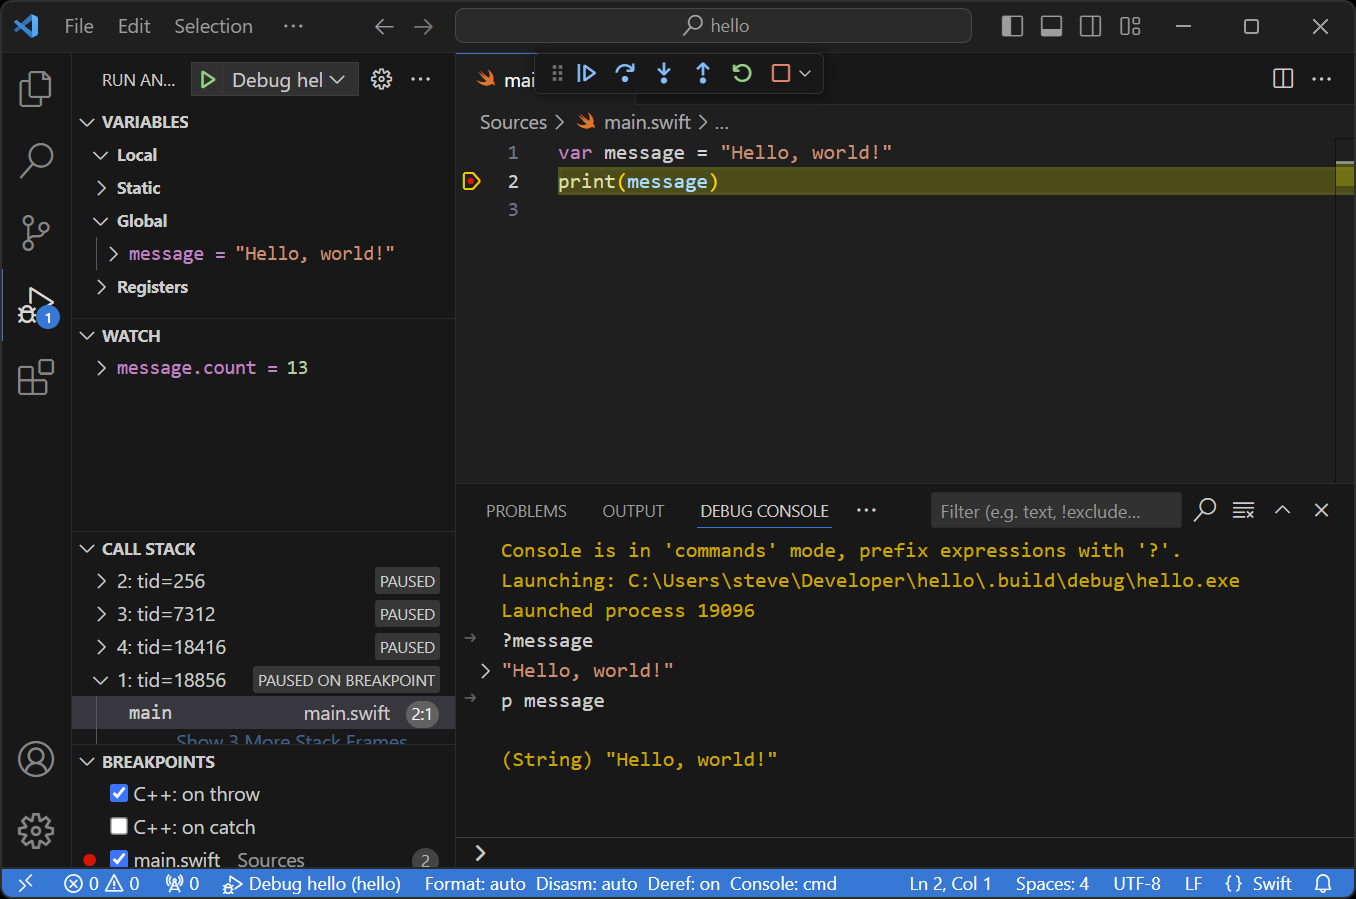 File Edit Selection ··· hello
RUN AN... Debug hel ···
VARIABLES
Local
Static
Global
message = "Hello, world!"
Registers
WATCH
message.count = 13
CALL STACK
2: tid=256 PAUSED
3: tid=7312 PAUSED
4: tid=18416 PAUSED
1: tid=18856 PAUSED ON BREAKPOINT
main main.swift 2:1
Show 3 More Stack Frames
BREAKPOINTS
C++: on throw
C++: on catch
main.swift Sources 2
mai
Sources > main.swift > ...
1 var message = "Hello, world!"
2 print(message)
3
PROBLEMS OUTPUT DEBUG CONSOLE ··· Filter (e.g. text, !exclude...
Console is in 'commands' mode, prefix expressions with '?'.
Launching: C:\Users\steve\Developer\hello\.build\debug\hello.exe
Launched process 19096
?message
"Hello, world!"
p message
(String) "Hello, world!"
1
0 0 0 Debug hello (hello) Format: auto Disasm: auto Deref: on Console: cmd Ln 2, Col 1 Spaces: 4 UTF-8 LF {} Swift